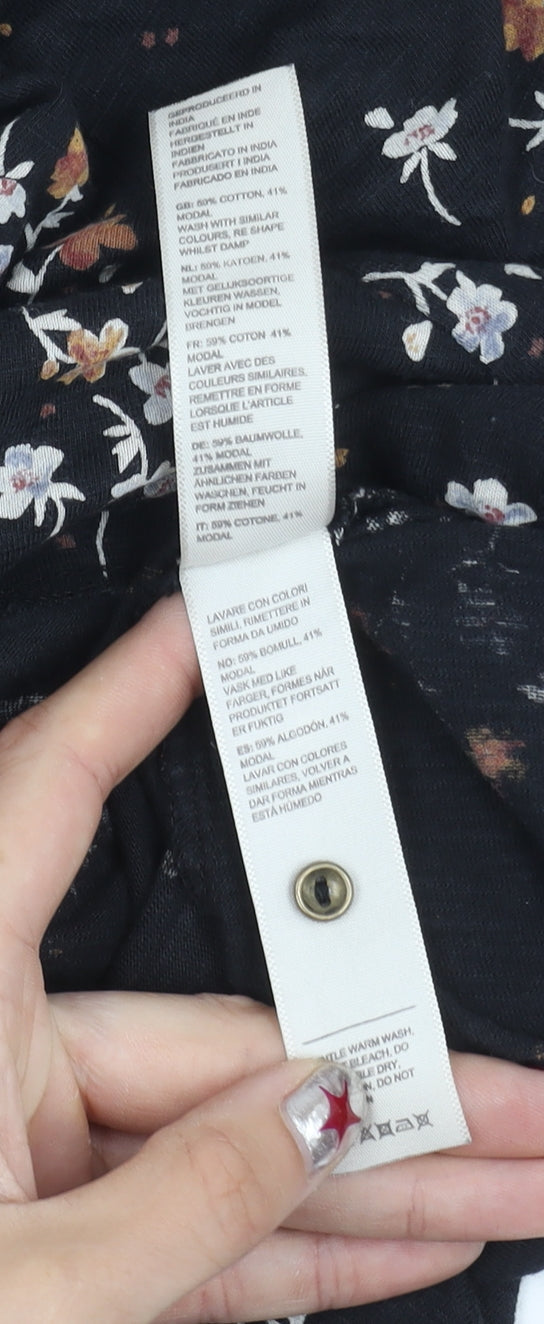 GEPRODUCEERD IN
INDIA
FABRIQUÉ EN INDE
HERGESTELLT IN
INDIEN
FABBRICATO IN INDIA
PRODUSERT I INDIA
FABRICADO EN INDIA
GB: 59% COTTON, 41%
MODAL
WASH WITH SIMILAR
COLOURS, RE SHAPE
WHILST DAMP
NL: 59% KATOEN, 41%
MODAL
MET GELIJKSOORTIGE
KLEUREN WASSEN,
VOCHTIG IN MODEL
BRENGEN
FR: 59% COTON 41%
MODAL
LAVER AVEC DES
COULEURS SIMILAIRES,
REMETTRE EN FORME
LORSQUE L'ARTICLE
EST HUMIDE
DE: 59% BAUMWOLLE,
41% MODAL
ZUSAMMEN MIT
ÄHNLICHEN FARBEN
WASCHEN, FEUCHT IN
FORM ZIEHEN
IT: 59% COTONE, 41%
MODAL
LAVARE CON COLORI
SIMILI, RIMETTERE IN
FORMA DA UMIDO
NO: 59% BOMULL, 41%
MODAL
VASK MED LIKE
FARGER, FORMES NÅR
PRODUKTET FORTSATT
ER FUKTIG
ES: 59% ALGODÓN, 41%
MODAL
LAVAR CON COLORES
SIMILARES, VOLVER A
DAR FORMA MIENTRAS
ESTÁ HÚMEDO
WARM WASH,
BLEACH, DO
DRY,
DO NOT